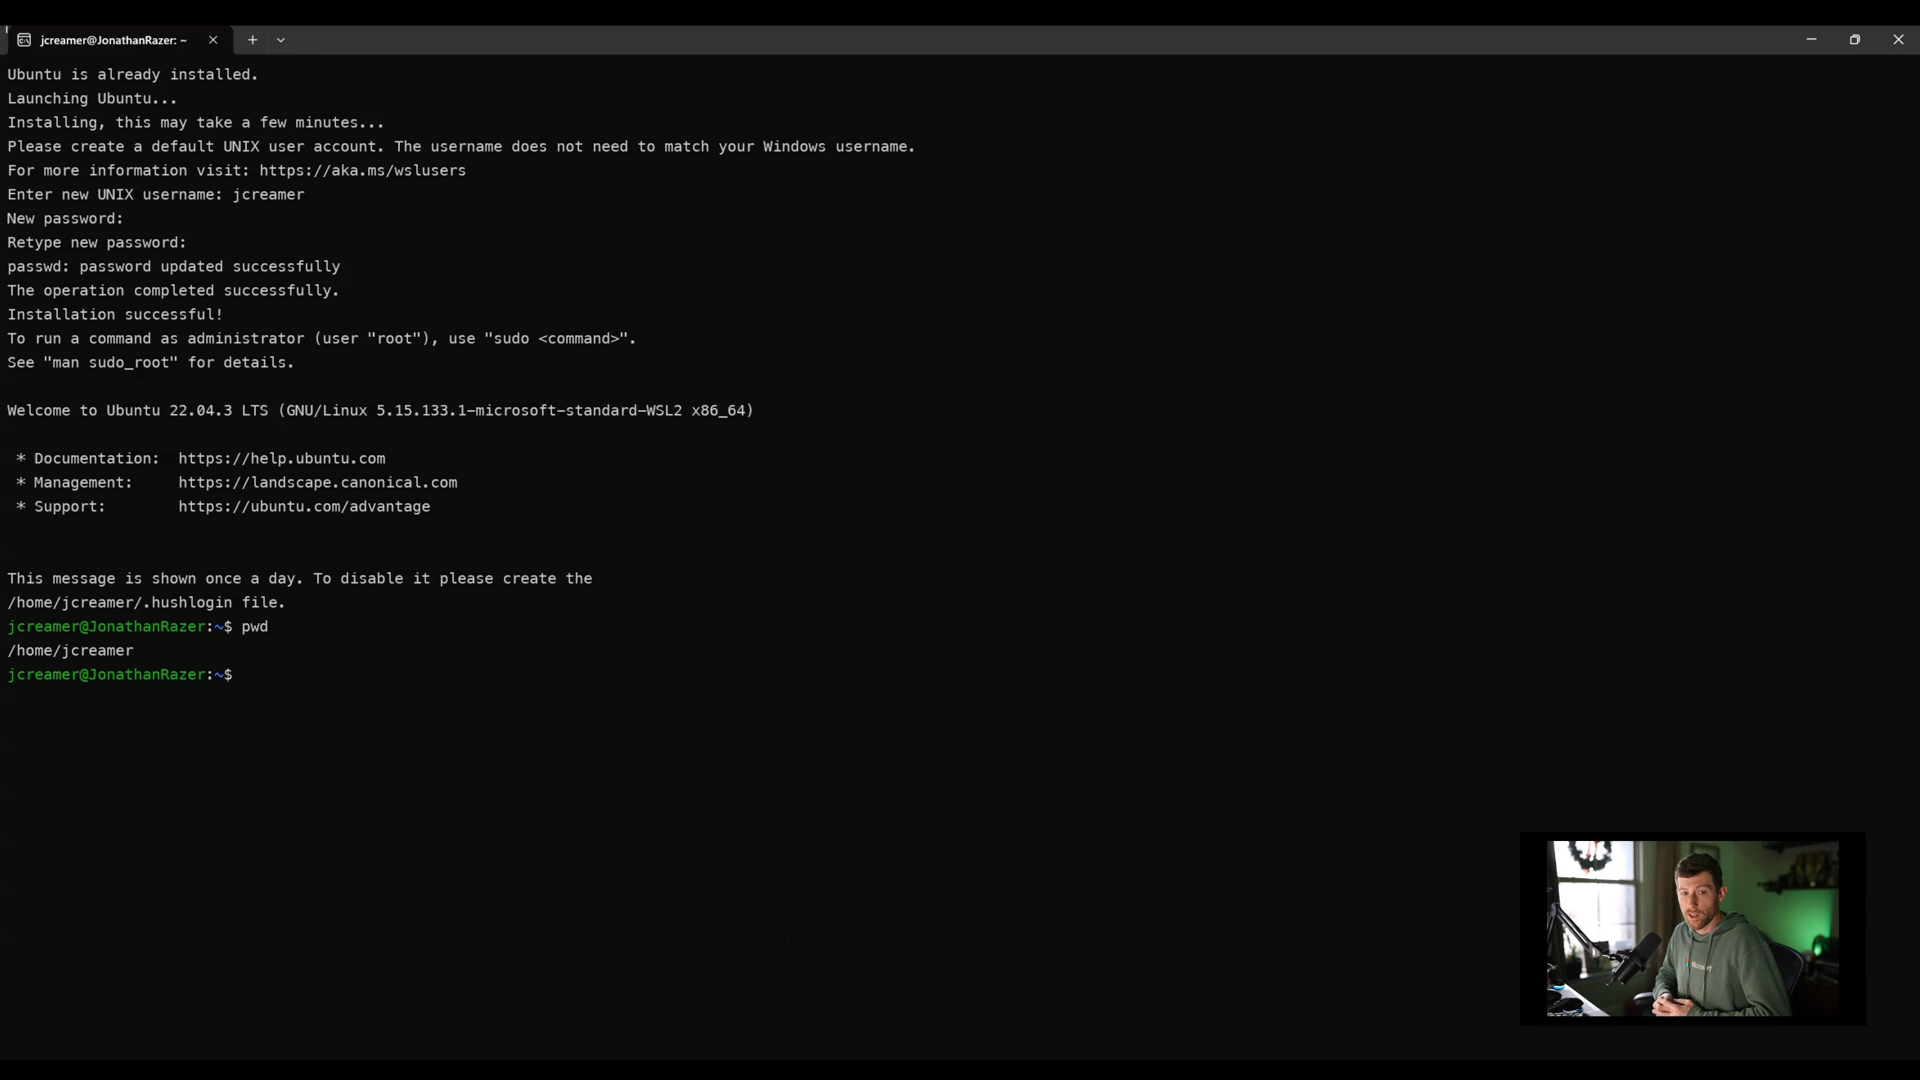 jcreamer@JonathanRazer: ~
Ubuntu is already installed.
Launching Ubuntu...
Installing, this may take a few minutes...
Please create a default UNIX user account. The username does not need to match your Windows username.
For more information visit: https://aka.ms/wslusers
Enter new UNIX username: jcreamer
New password:
Retype new password:
passwd: password updated successfully
The operation completed successfully.
Installation successful!
To run a command as administrator (user "root"), use "sudo <command>".
See "man sudo_root" for details.
Welcome to Ubuntu 22.04.3 LTS (GNU/Linux 5.15.133.1-microsoft-standard-WSL2 x86_64)
* Documentation:  https://help.ubuntu.com
* Management:     https://landscape.canonical.com
* Support:        https://ubuntu.com/advantage
This message is shown once a day. To disable it please create the
/home/jcreamer/.hushlogin file.
jcreamer@JonathanRazer:~$ pwd
/home/jcreamer
jcreamer@JonathanRazer:~$
Microsoft